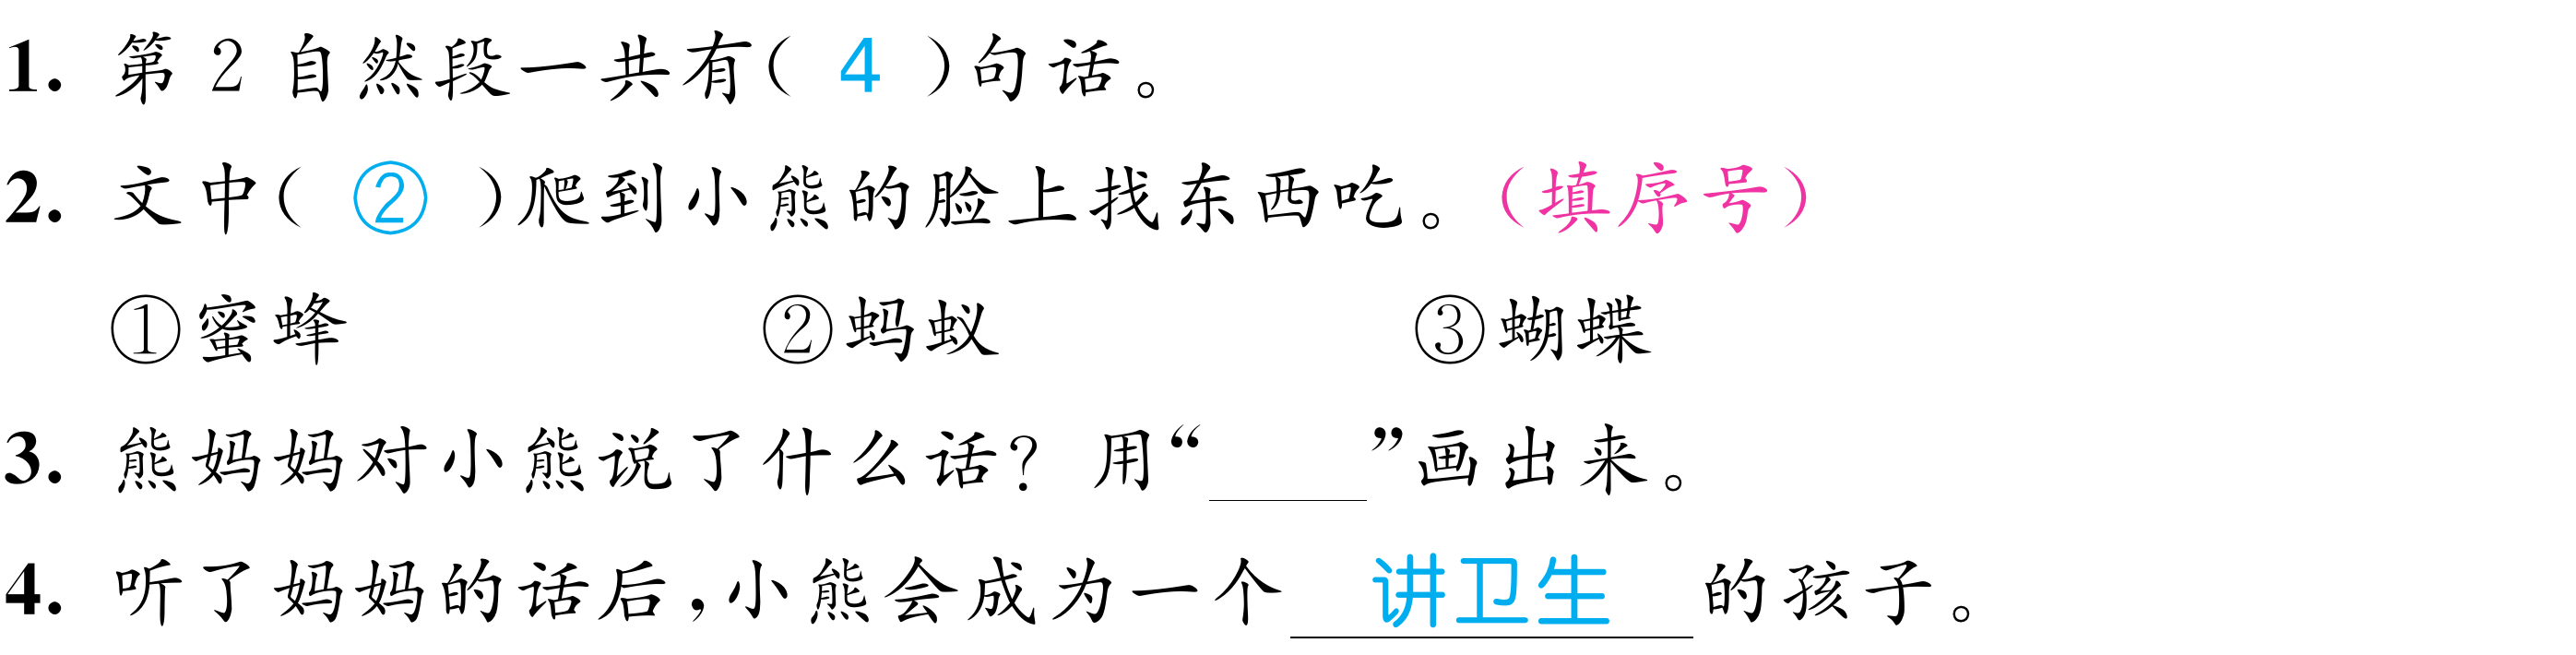 1. 第 2 自然段一共有( 4 )句话。
2. 文中( ② )爬到小熊的脸上找东西吃。(填序号)
①蜜蜂 ②蚂蚁 ③蝴蝶
3. 熊妈妈对小熊说了什么话? 用“____”画出来。
4. 听了妈妈的话后,小熊会成为一个 讲卫生 的孩子。